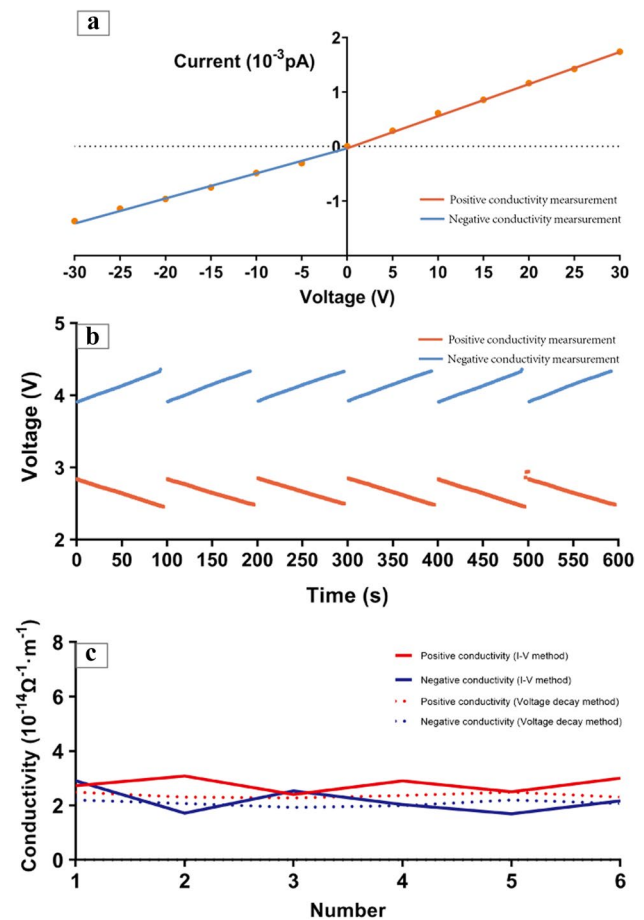 a
Current (10⁻³pA)
2
1
0
-1
Positive conductivity mearsurement
Negative conductivity mearsurement
-30 -25 -20 -15 -10 -5 0 5 10 15 20 25 30
Voltage (V)
b
5
4
3
2
Voltage (V)
Positive conductivity mearsurement
Negative conductivity mearsurement
0 50 100 150 200 250 300 350 400 450 500 550 600
Time (s)
c
8
6
4
2
0
Conductivity (10⁻¹⁴Ω⁻¹·m⁻¹)
Positive conductivity (I-V method)
Negative conductivity (I-V method)
Positive conductivity (Voltage decay method)
Negative conductivity (Voltage decay method)
1 2 3 4 5 6
Number